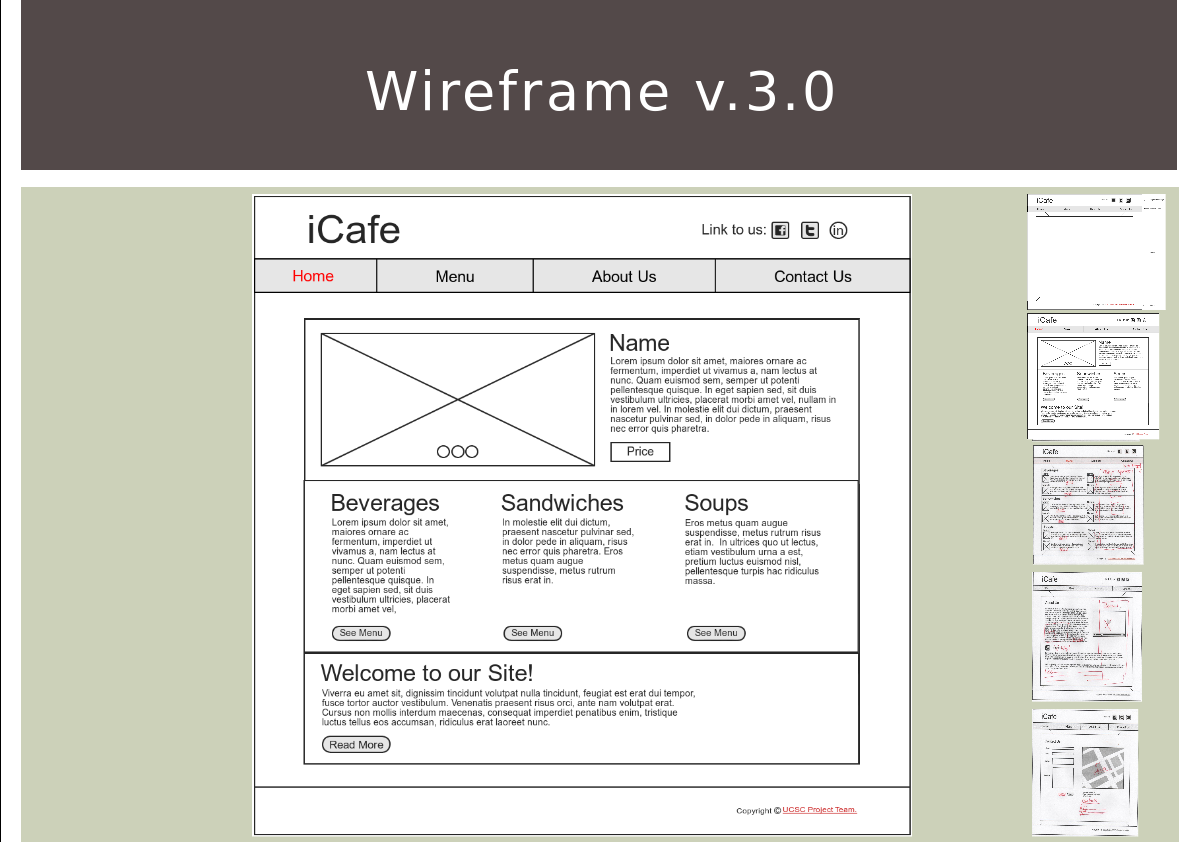 Wireframe v.3.0
iCafe
Link to us:
Home Menu About Us Contact Us
Name
Lorem ipsum dolor sit amet, maiores ornare ac
fermentum, imperdiet ut vivamus a, nam lectus at
nunc. Quam euismod sem, semper ut potenti
pellentesque quisque. In eget sapien sed, sit duis
vestibulum ultricies, placerat morbi amet vel, nullam in
in lorem vel. In molestie elit dui dictum, praesent
nascetur pulvinar sed, in dolor pede in aliquam, risus
nec error quis pharetra.
Price
Beverages
Lorem ipsum dolor sit amet,
maiores ornare ac
fermentum, imperdiet ut
vivamus a, nam lectus at
nunc. Quam euismod sem,
semper ut potenti
pellentesque quisque. In
eget sapien sed, sit duis
vestibulum ultricies, placerat
morbi amet vel,
See Menu
Sandwiches
In molestie elit dui dictum,
praesent nascetur pulvinar sed,
in dolor pede in aliquam, risus
nec error quis pharetra. Eros
metus quam augue
suspendisse, metus rutrum
risus erat in.
See Menu
Soups
Eros metus quam augue
suspendisse, metus rutrum risus
erat in.  In ultrices quo ut lectus,
etiam vestibulum urna a est,
pretium luctus euismod nisl,
pellentesque turpis hac ridiculus
massa.
See Menu
Welcome to our Site!
Viverra eu amet sit, dignissim tincidunt volutpat nulla tincidunt, feugiat est erat dui tempor,
fusce tortor auctor vestibulum. Venenatis praesent risus orci, ante nam volutpat erat.
Cursus non mollis interdum maecenas, consequat imperdiet penatibus enim, tristique
luctus tellus eos accumsan, ridiculus erat laoreet nunc.
Read More
Copyright © UCSC Project Team.
iCafe
iCafe
Name
Welcome to our Site!
iCafe
iCafe
iCafe